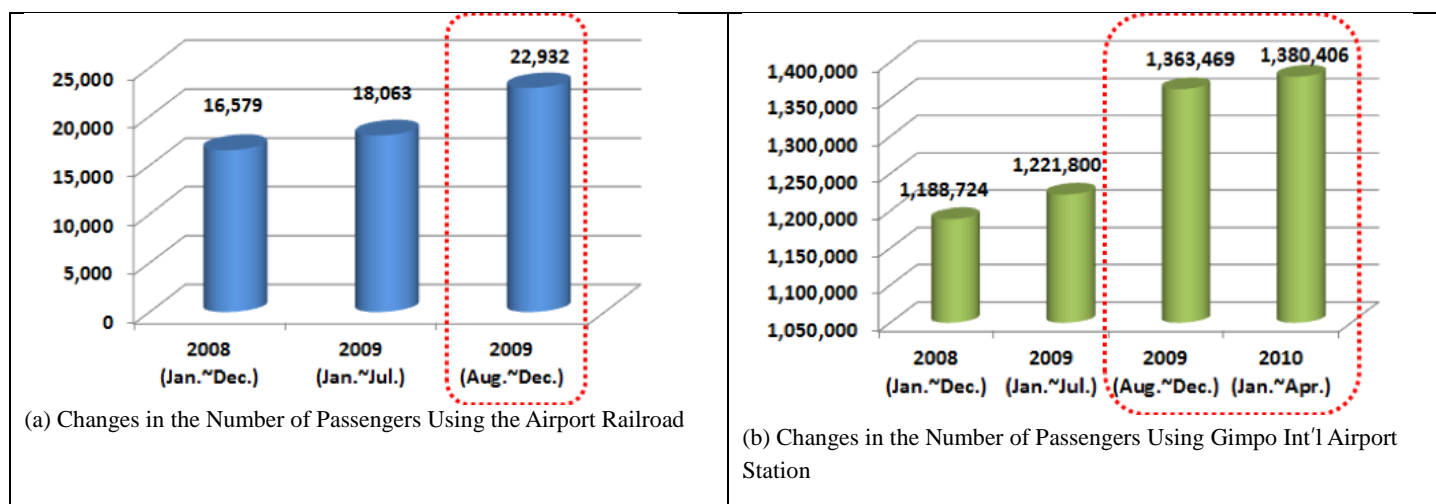 25,000
20,000
15,000
10,000
5,000
0
16,579
18,063
22,932
2008
(Jan.~Dec.)
2009
(Jan.~Jul.)
2009
(Aug.~Dec.)
(a) Changes in the Number of Passengers Using the Airport Railroad
1,400,000
1,350,000
1,300,000
1,250,000
1,200,000
1,150,000
1,100,000
1,050,000
1,188,724
1,221,800
1,363,469
1,380,406
2008
(Jan.~Dec.)
2009
(Jan.~Jul.)
2009
(Aug.~Dec.)
2010
(Jan.~Apr.)
(b) Changes in the Number of Passengers Using Gimpo Int'l Airport
Station